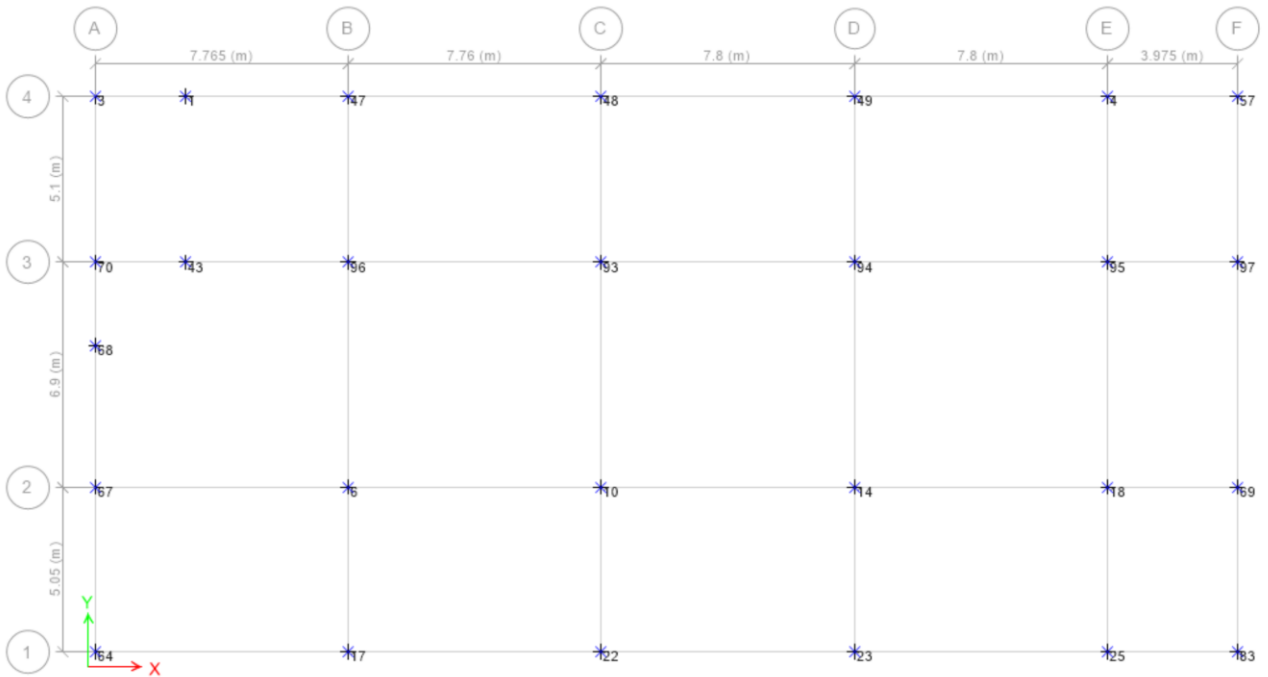 A B C D E F
7.765 (m) 7.76 (m) 7.8 (m) 7.8 (m) 3.975 (m)
4 3 1 47 48 49 4 57
5.1 (m)
3 70 43 96 93 94 95 97
68
6.9 (m)
2 67 6 10 14 18 69
5.05 (m)
Y
1 64 17 22 23 25 83
X